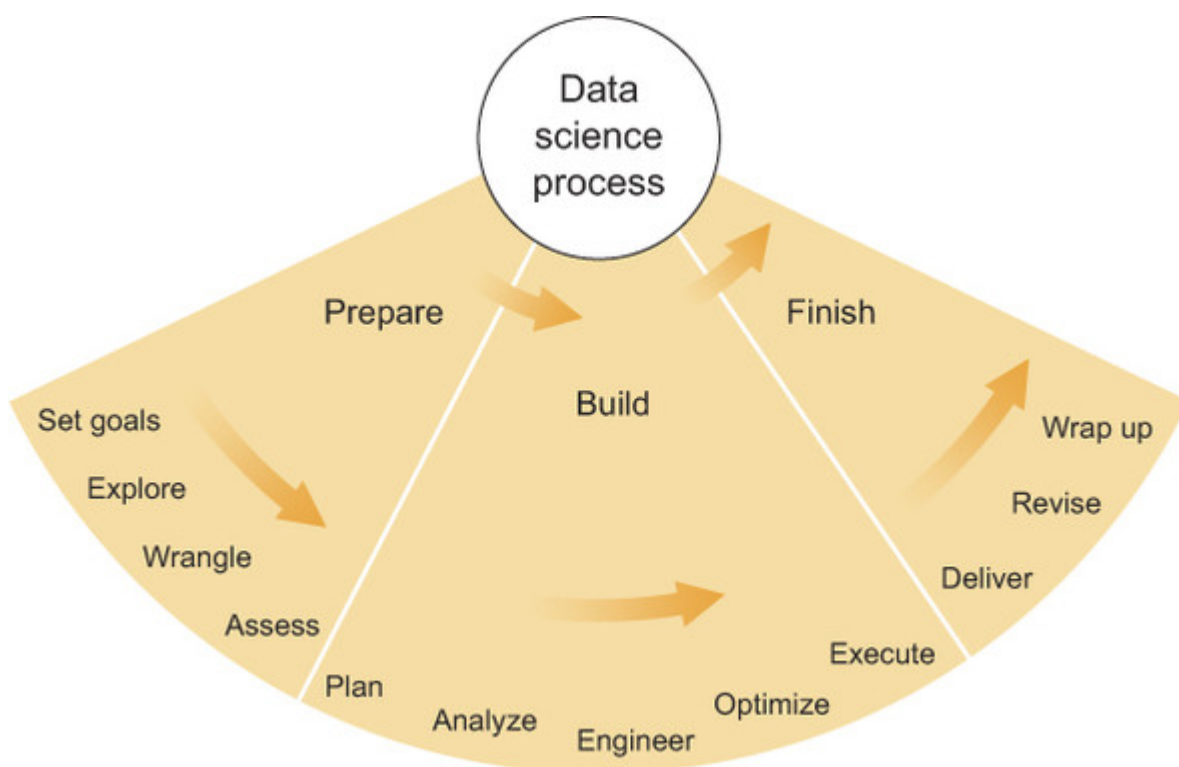 Data
science
process
Prepare
Set goals
Explore
Wrangle
Assess
Build
Plan
Analyze
Engineer
Optimize
Execute
Finish
Deliver
Revise
Wrap up